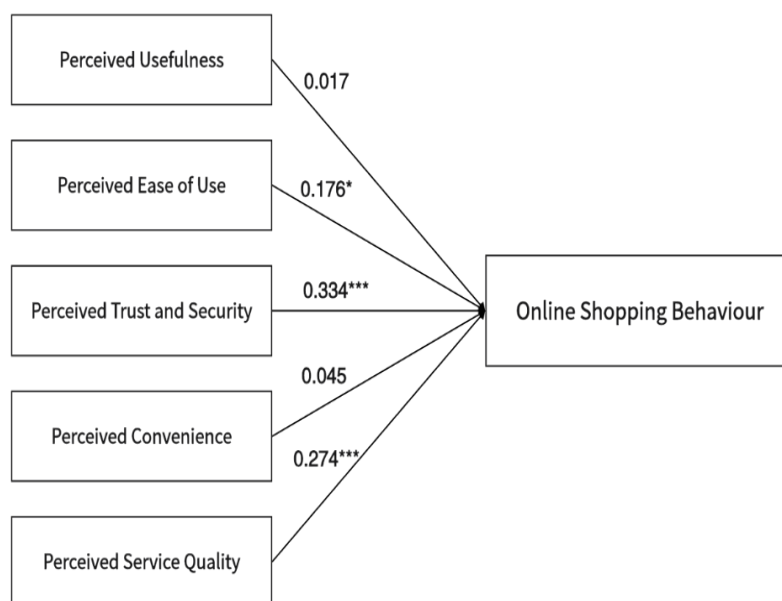 Perceived Usefulness
0.017
Perceived Ease of Use
0.176*
Perceived Trust and Security
0.334***
Online Shopping Behaviour
Perceived Convenience
0.045
Perceived Service Quality
0.274***